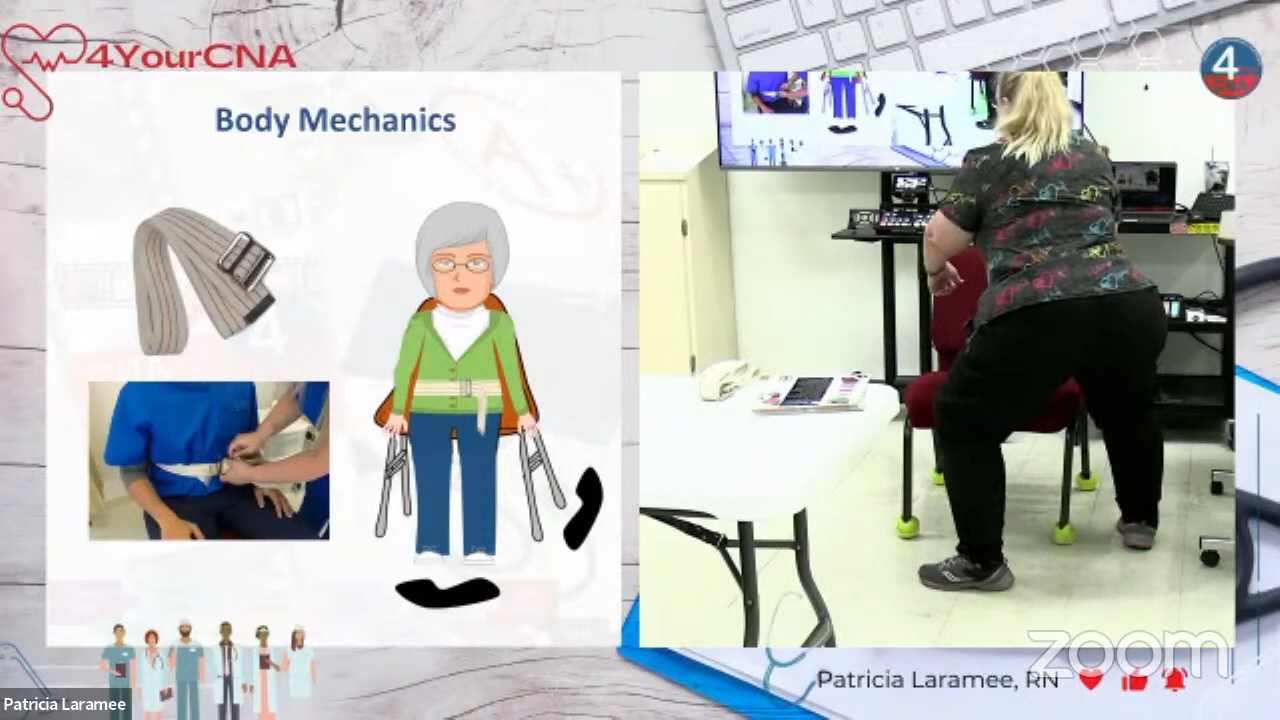 4YourCNA
4
Body Mechanics
zoom
Patricia Laramee, RN
Patricia Laramee